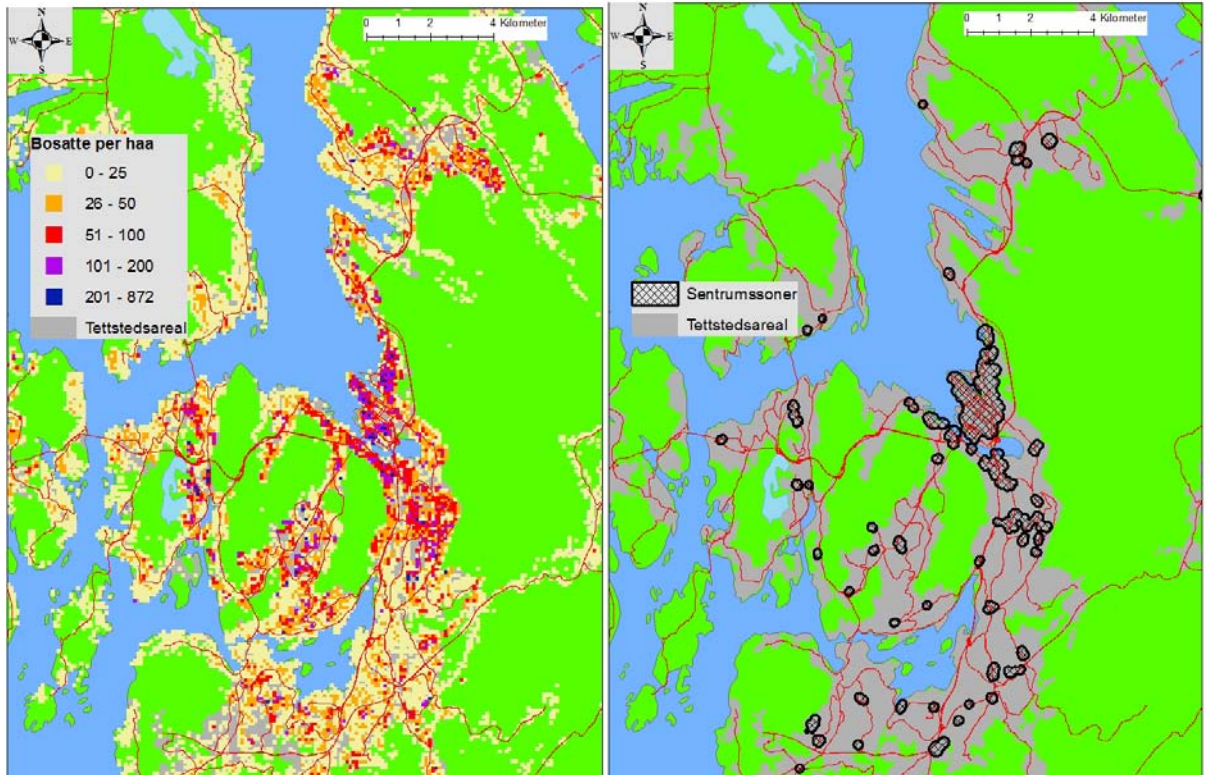 N
W E
S
0 1 2 4 Kilometer
Bosatte per haa
0 - 25
26 - 50
51 - 100
101 - 200
201 - 872
Tettstedsareal
N
W E
S
0 1 2 4 Kilometer
Sentrumssoner
Tettstedsareal